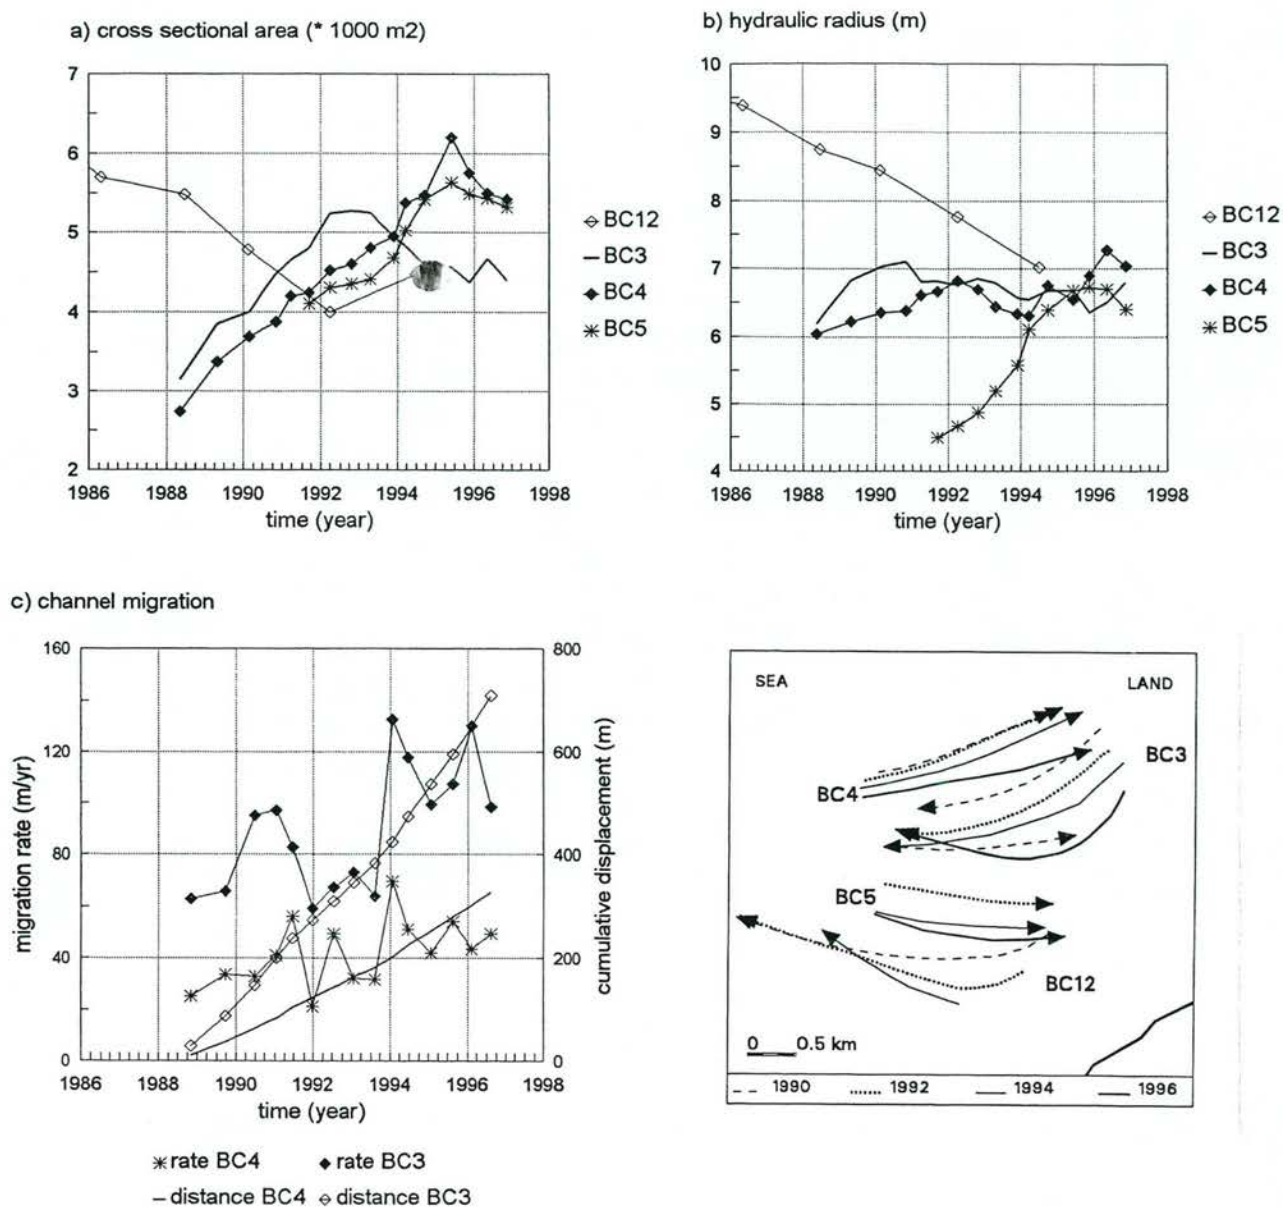 a) cross sectional area (* 1000 m2)
7
6
5
4
3
2
1986 1988 1990 1992 1994 1996 1998
time (year)
BC12
BC3
BC4
BC5
b) hydraulic radius (m)
10
9
8
7
6
5
4
1986 1988 1990 1992 1994 1996 1998
time (year)
BC12
BC3
BC4
BC5
c) channel migration
migration rate (m/yr)
160
120
80
40
0
800
600
400
200
0
cumulative displacement (m)
1986 1988 1990 1992 1994 1996 1998
time (year)
rate BC4 rate BC3
distance BC4 distance BC3
SEA LAND
BC3
BC4
BC5
BC12
0 0.5 km
1990 1992 1994 1996